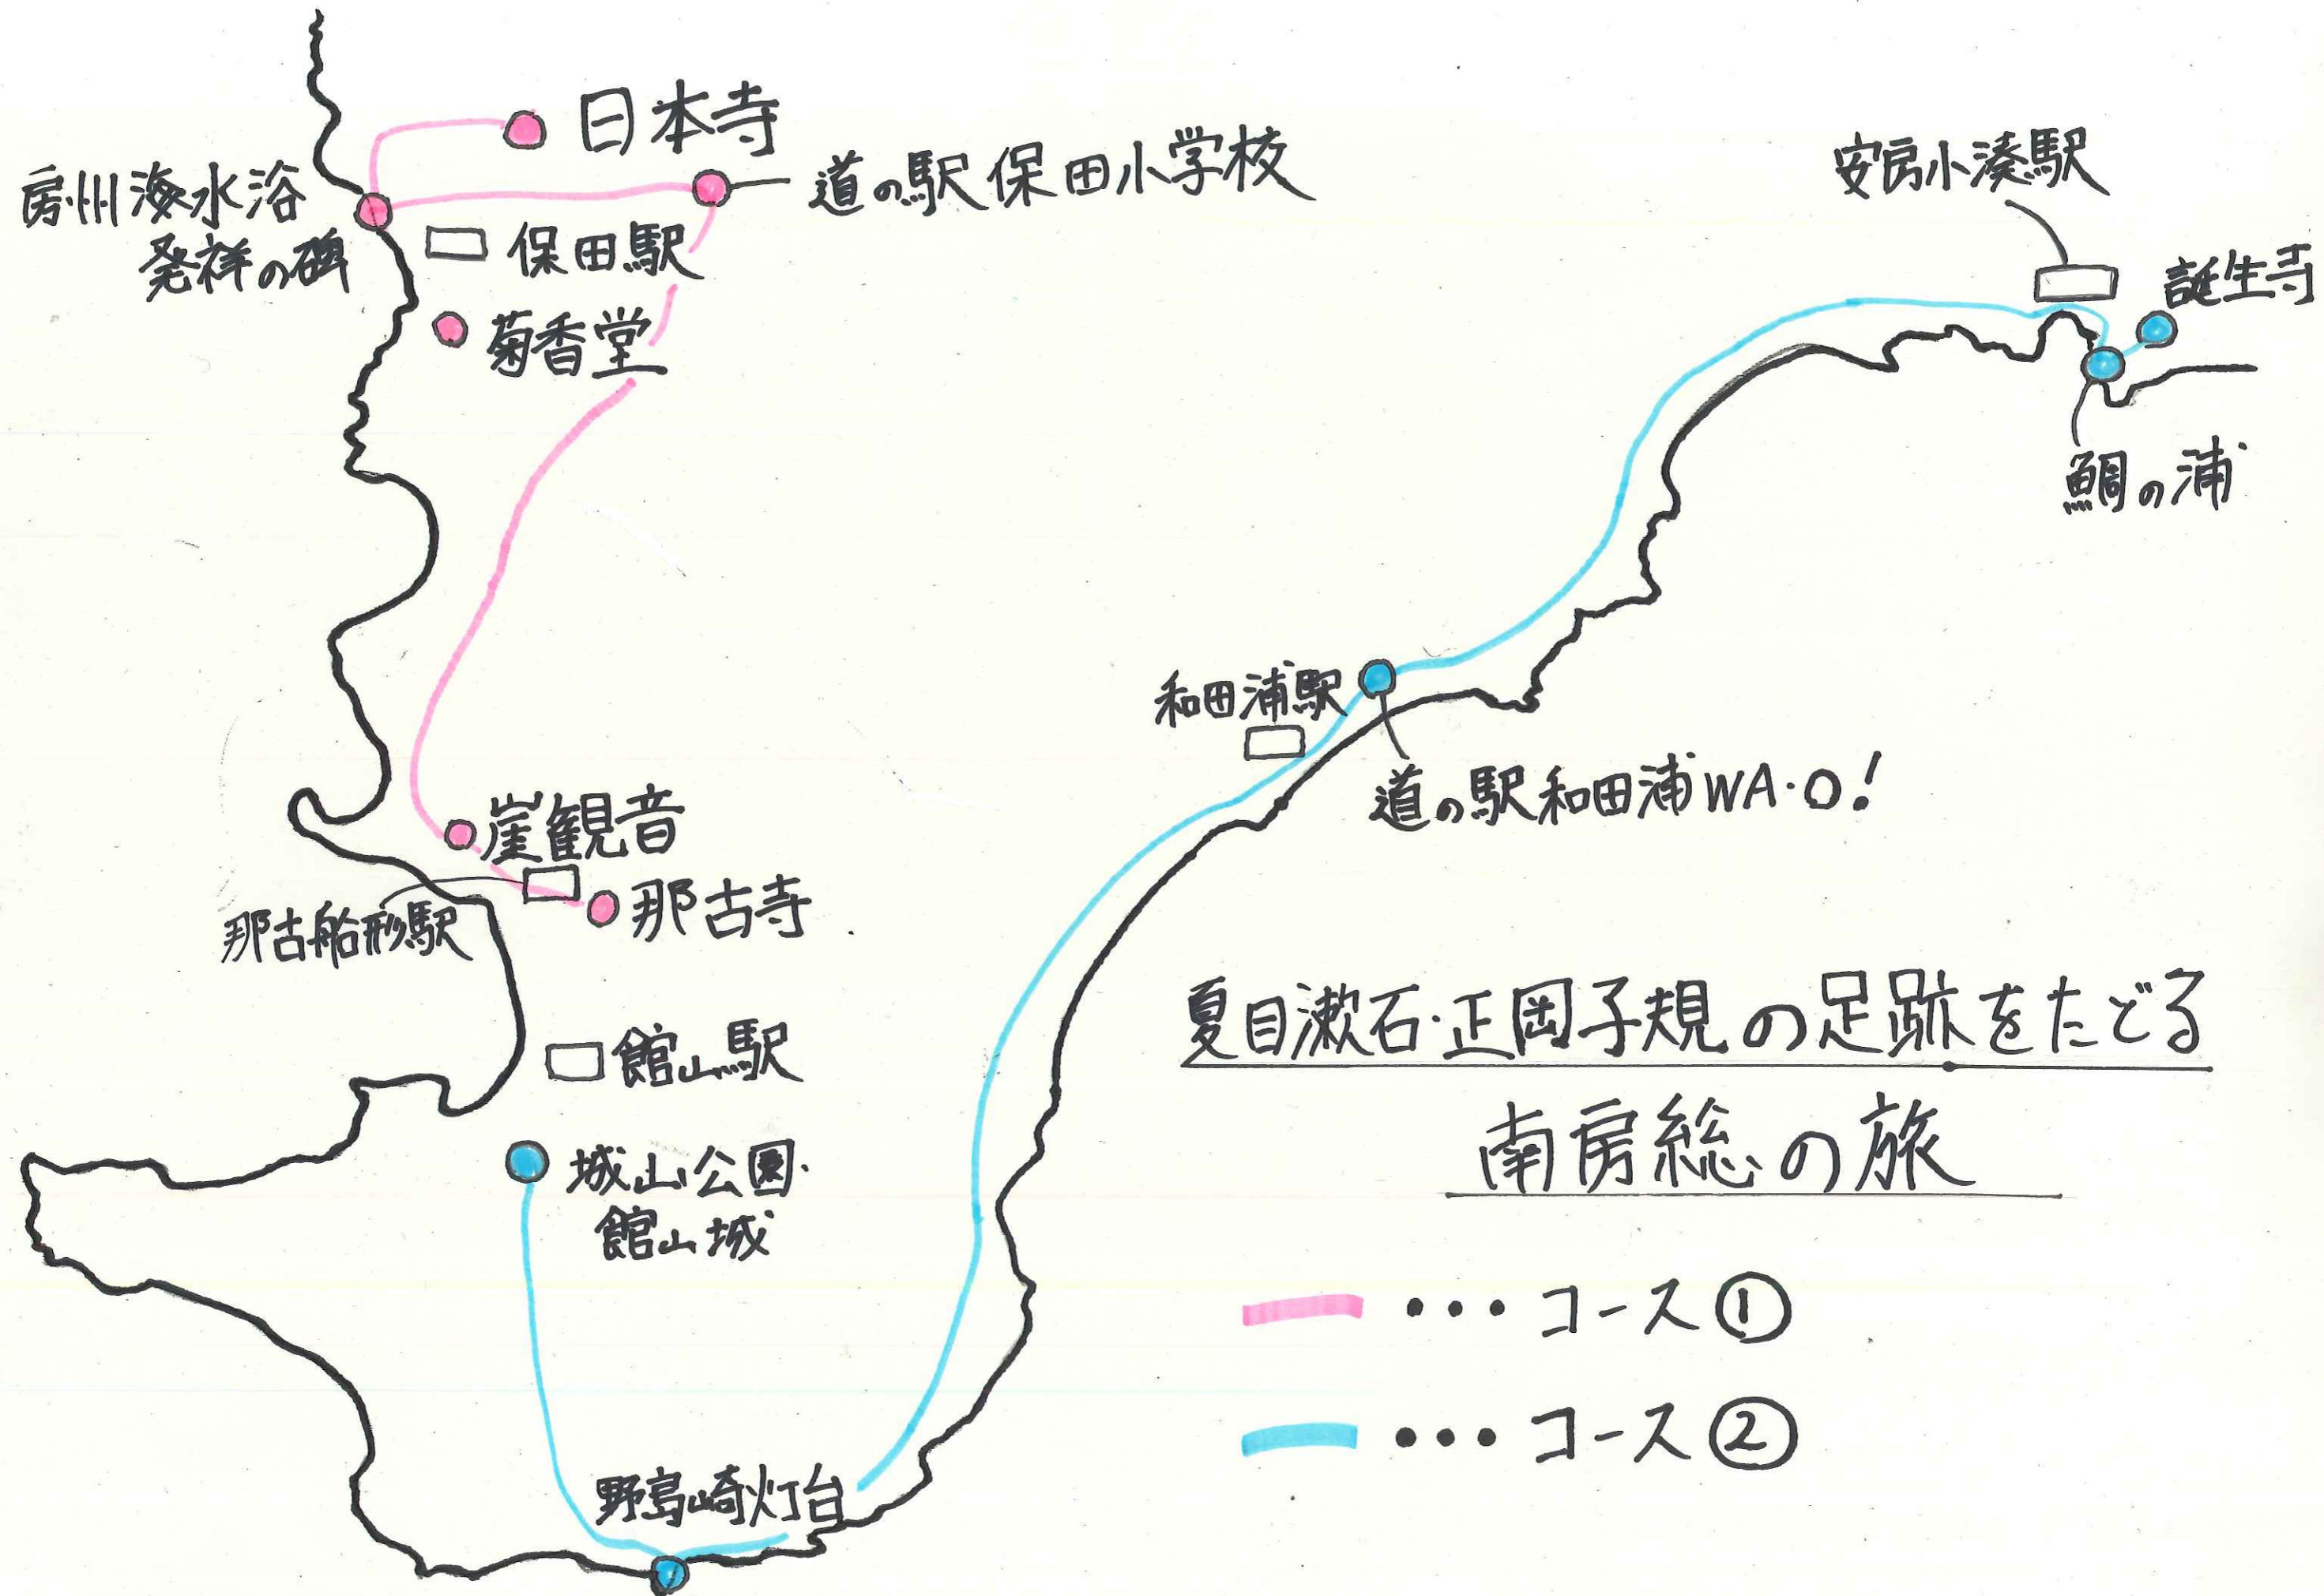 日本寺
道の駅保田小学校
房州海水浴
発祥の碑
保田駅
菊香堂
安房小湊駅
誕生寺
鯛の浦
和田浦駅
道の駅和田浦WA・O!
崖観音
那古寺
那古船形駅
館山駅
城山公園・
館山城
野島崎灯台
夏目漱石・正岡子規の足跡をたどる
南房総の旅
・・・コース①
・・・コース②